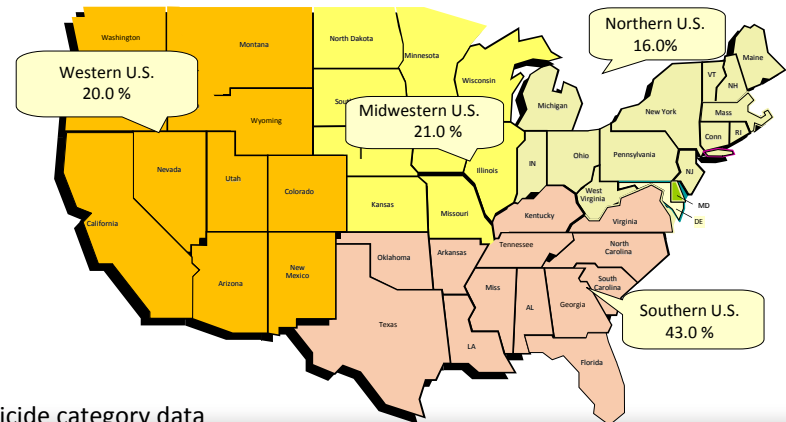 Washington
Montana
North Dakota
Minnesota
Wisconsin
Northern U.S.
16.0%
Maine
Western U.S.
20.0 %
VT
NH
Michigan
New York
Mass
Midwestern U.S.
21.0 %
Wyoming
Conn
RI
Nevada
Utah
Colorado
Illinois
IN
Ohio
Pennsylvania
NJ
West
Virginia
MD
DE
California
Kansas
Missouri
Kentucky
Virginia
Arizona
New
Mexico
Oklahoma
Arkansas
Tennessee
North
Carolina
South
Carolina
Texas
LA
Miss
AL
Georgia
Southern U.S.
43.0 %
Florida
category data